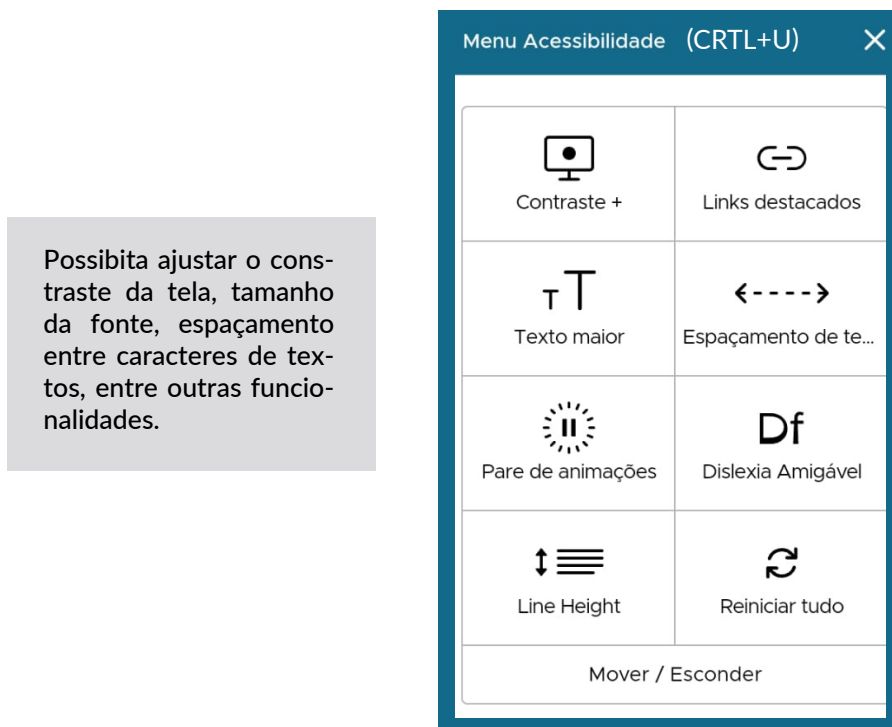 Possibita ajustar o cons-
traste da tela, tamanho
da fonte, espaçamento
entre caracteres de tex-
tos, entre outras funcio-
nalidades.
Menu Acessibilidade (CRTL+U)
Contraste +
Links destacados
Texto maior
Espaçamento de te...
Pare de animações
Df
Dislexia Amigável
Line Height
Reiniciar tudo
Mover / Esconder